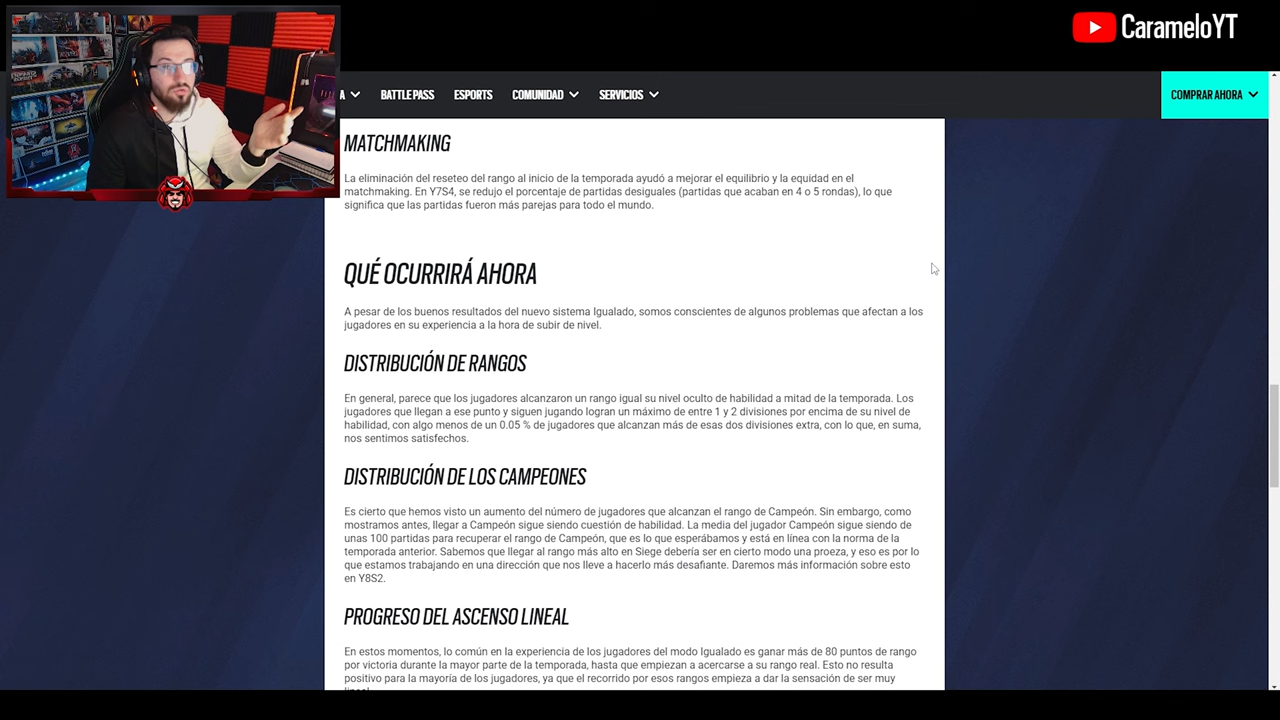 CarameloYT
A
BATTLE PASS
ESPORTS
COMUNIDAD
SERVICIOS
COMPRAR AHORA
MATCHMAKING
La eliminación del reseteo del rango al inicio de la temporada ayudó a mejorar el equilibrio y la equidad en el
matchmaking. En Y7S4, se redujo el porcentaje de partidas desiguales (partidas que acaban en 4 o 5 rondas), lo que
significa que las partidas fueron más parejas para todo el mundo.
QUÉ OCURRIRÁ AHORA
A pesar de los buenos resultados del nuevo sistema Igualado, somos conscientes de algunos problemas que afectan a los
jugadores en su experiencia a la hora de subir de nivel.
DISTRIBUCIÓN DE RANGOS
En general, parece que los jugadores alcanzaron un rango igual su nivel oculto de habilidad a mitad de la temporada. Los
jugadores que llegan a ese punto y siguen jugando logran un máximo de entre 1 y 2 divisiones por encima de su nivel de
habilidad, con algo menos de un 0.05 % de jugadores que alcanzan más de esas dos divisiones extra, con lo que, en suma,
nos sentimos satisfechos.
DISTRIBUCIÓN DE LOS CAMPEONES
Es cierto que hemos visto un aumento del número de jugadores que alcanzan el rango de Campeón. Sin embargo, como
mostramos antes, llegar a Campeón sigue siendo cuestión de habilidad. La media del jugador Campeón sigue siendo de
unas 100 partidas para recuperar el rango de Campeón, que es lo que esperábamos y está en línea con la norma de la
temporada anterior. Sabemos que llegar al rango más alto en Siege debería ser en cierto modo una proeza, y eso es por lo
que estamos trabajando en una dirección que nos lleve a hacerlo más desafiante. Daremos más información sobre esto
en Y8S2.
PROGRESO DEL ASCENSO LINEAL
En estos momentos, lo común en la experiencia de los jugadores del modo Igualado es ganar más de 80 puntos de rango
por victoria durante la mayor parte de la temporada, hasta que empiezan a acercarse a su rango real. Esto no resulta
positivo para la mayoría de los jugadores, ya que el recorrido por esos rangos empieza a dar la sensación de ser muy